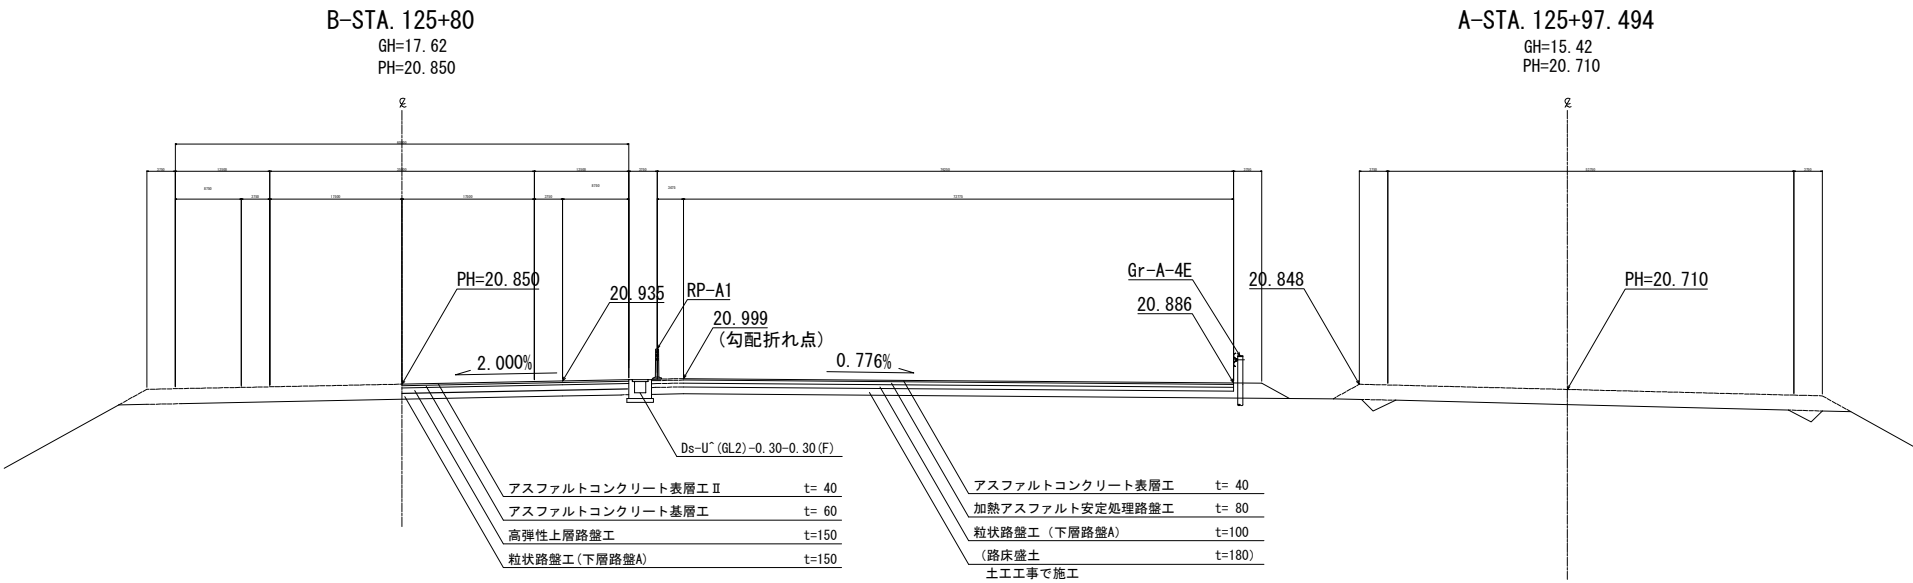 B-STA.125+80
GH=17.62
PH=20.850
A-STA.125+97.494
GH=15.42
PH=20.710
PH=20.850
20.935
RP-A1
20.999
(勾配折れ点)
Gr-A-4E
20.886
20.848
PH=20.710
2.000%
0.776%
Ds-U^(GL2)-0.30-0.30(F)
アスファルトコンクリート表層工Ⅱ t= 40
アスファルトコンクリート基層工 t= 60
高弾性上層路盤工 t=150
粒状路盤工(下層路盤A) t=150
アスファルトコンクリート表層工 t= 40
加熱アスファルト安定処理路盤工 t= 80
粒状路盤工(下層路盤A) t=100
(路床盛土 t=180)
土工工事で施工